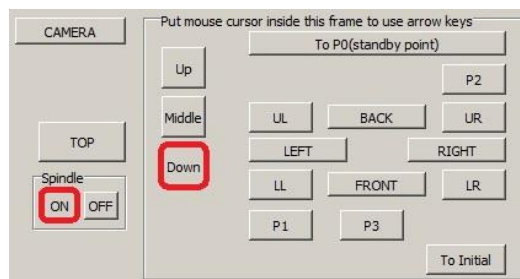 CAMERA
Put mouse cursor inside this frame to use arrow keys
To P0(standby point)
Up
P2
Middle
UL
BACK
UR
TOP
LEFT
RIGHT
Down
Spindle
LL
FRONT
LR
ON
OFF
P1
P3
To Initial